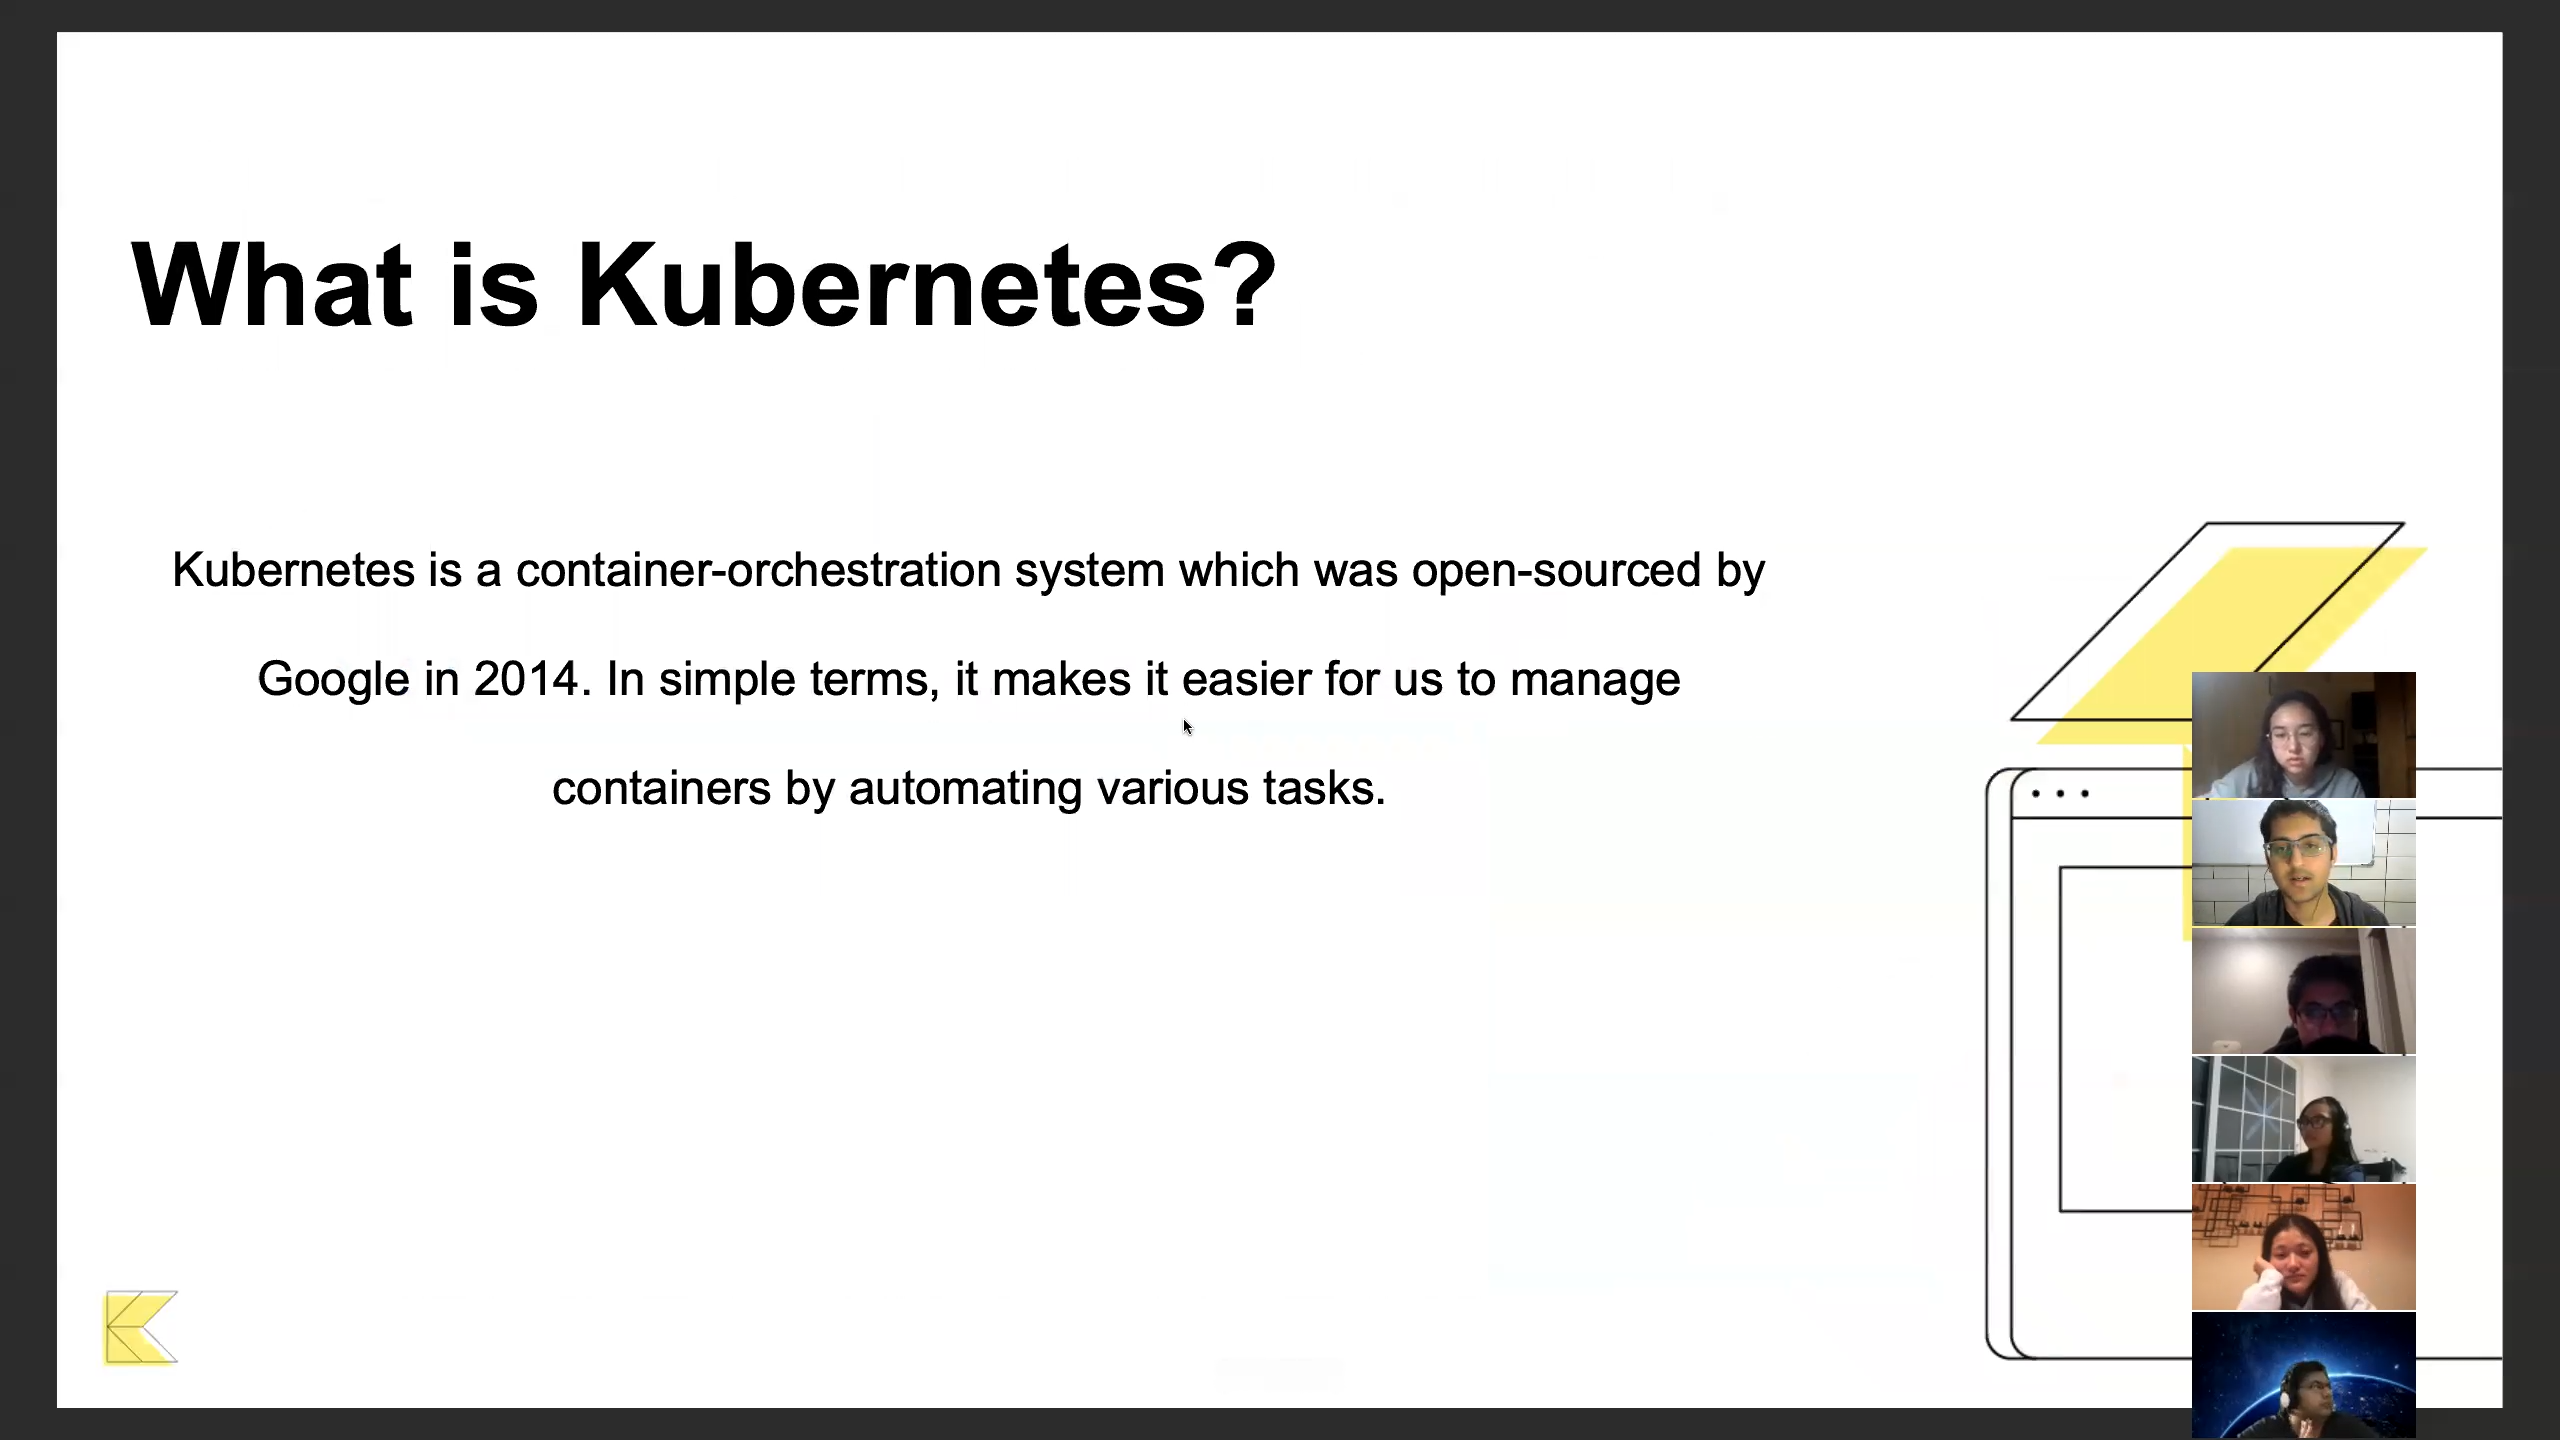 What is Kubernetes?
Kubernetes is a container-orchestration system which was open-sourced by
Google in 2014. In simple terms, it makes it easier for us to manage
containers by automating various tasks.